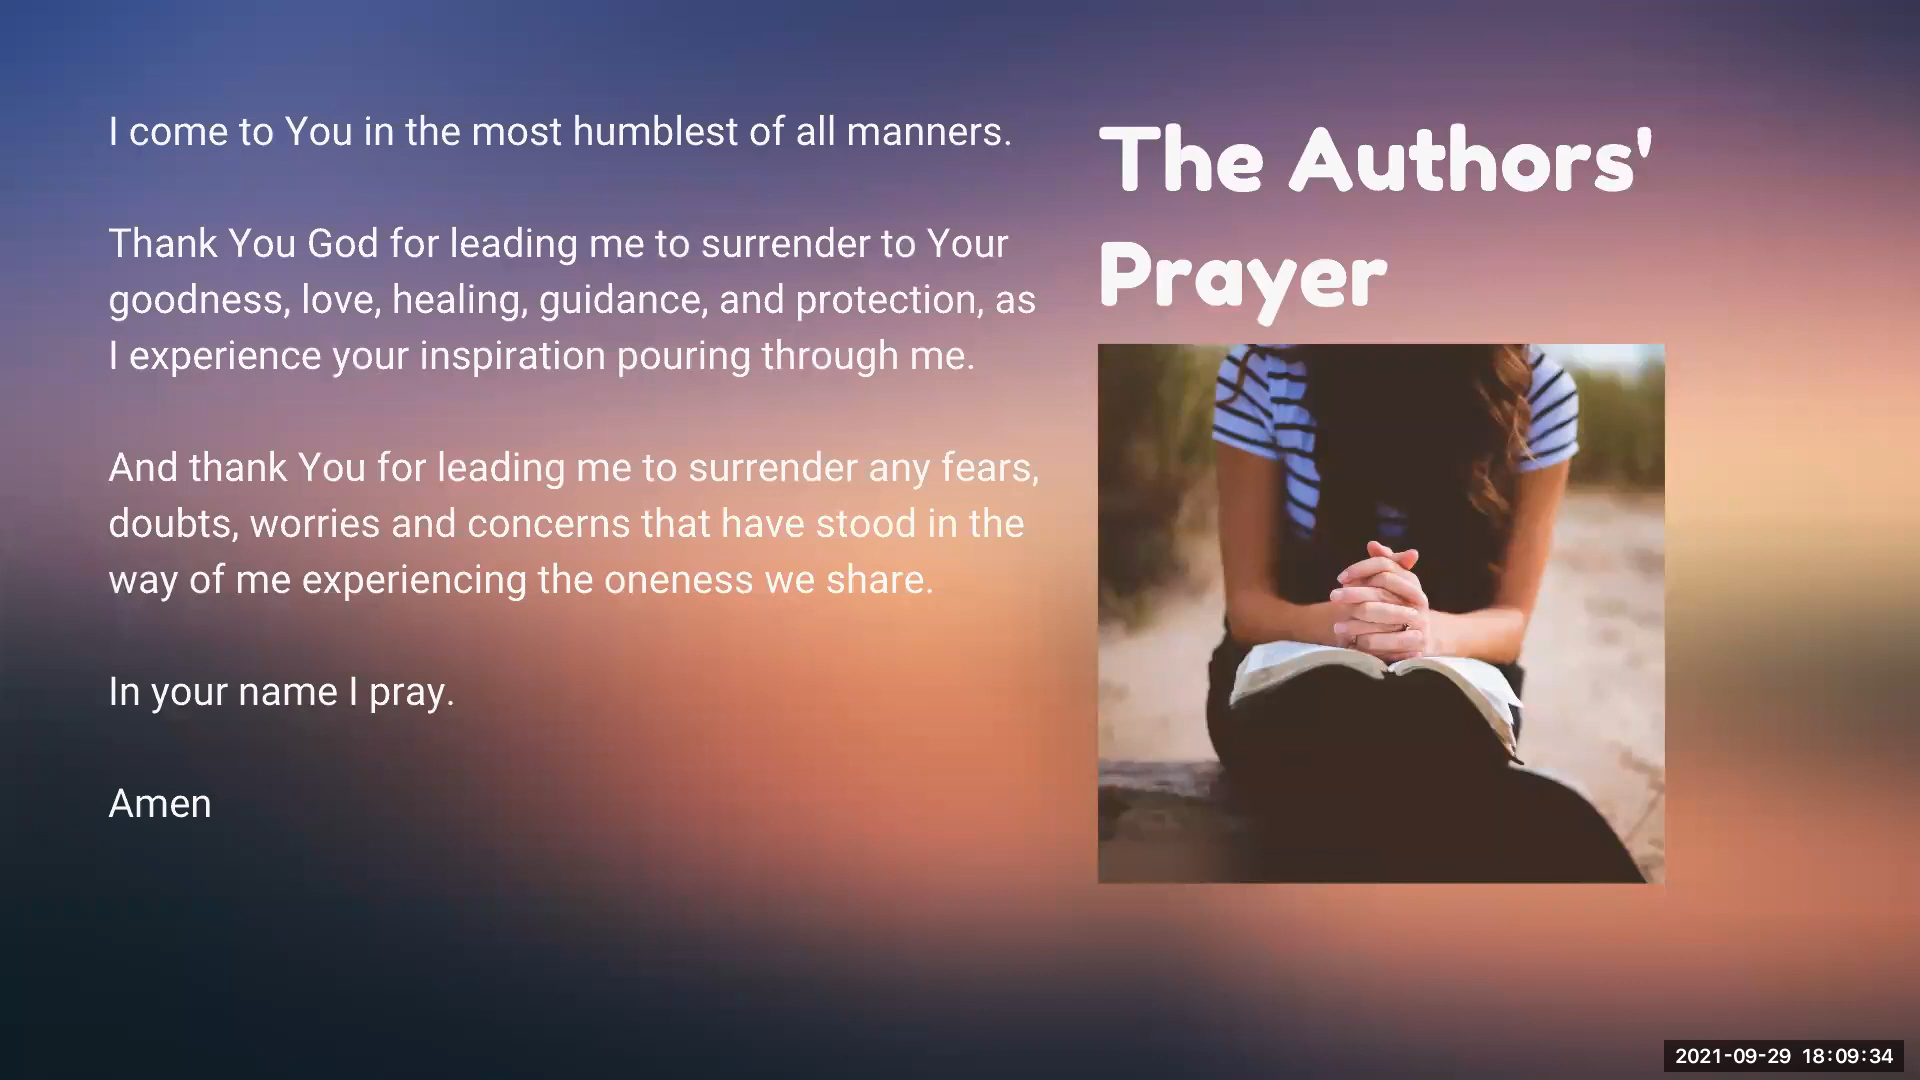 I come to You in the most humblest of all manners.
Thank You God for leading me to surrender to Your
goodness, love, healing, guidance, and protection, as
I experience your inspiration pouring through me.
And thank You for leading me to surrender any fears,
doubts, worries and concerns that have stood in the
way of me experiencing the oneness we share.
In your name I pray.
Amen
The Authors'
Prayer
2021-09-29 18:09:34